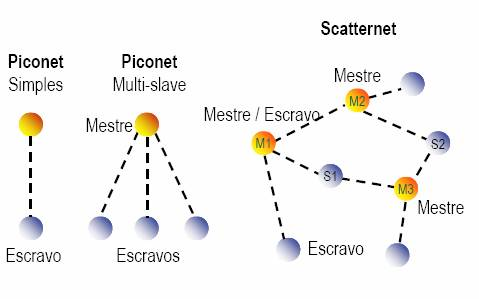 Piconet
Simples
Escravo
Piconet
Multi-slave
Mestre
Escravos
Scatternet
Mestre
M2
Mestre / Escravo
M1
S2
S1
M3
Mestre
Escravo